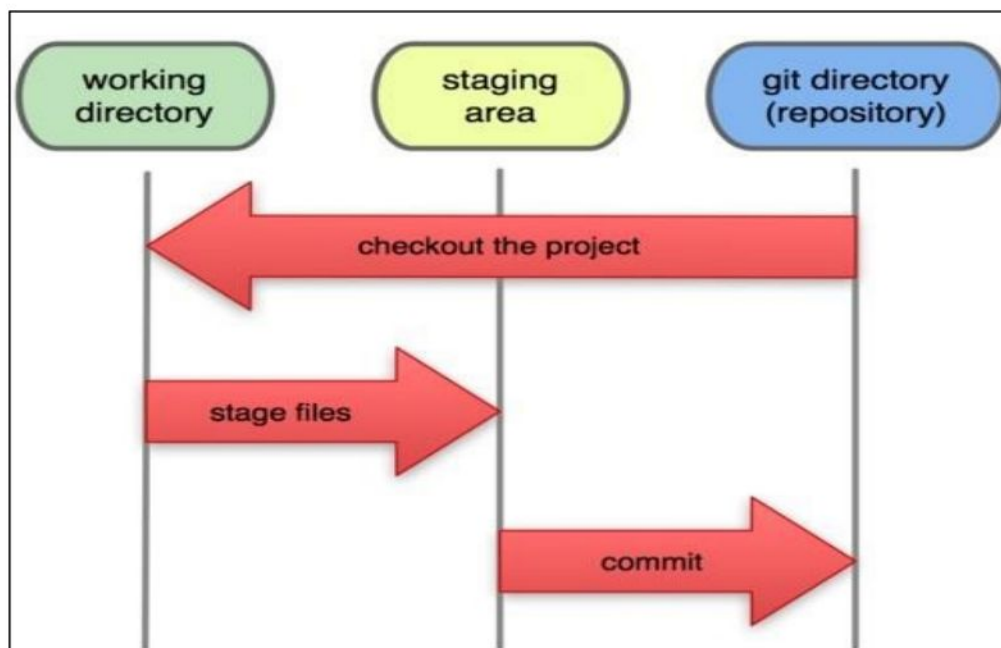 working
directory
staging
area
git directory
(repository)
checkout the project
stage files
commit